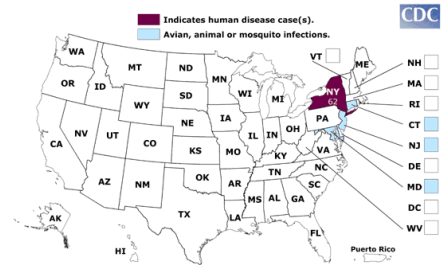 Indicates human disease case(s).
CDC
Avian, animal or mosquito infections.
WA
MT
ND
MN
VT
ME
NH
OR
ID
SD
WI
MI
NY
62
MA
WY
RI
NV
UT
CO
NE
IA
IL
IN
OH
PA
CT
CA
KS
MO
KY
VA
NJ
AZ
NM
OK
AR
TN
NC
DE
TX
LA
MS
AL
GA
SC
MD
AK
HI
FL
DC
WV
Puerto Rico